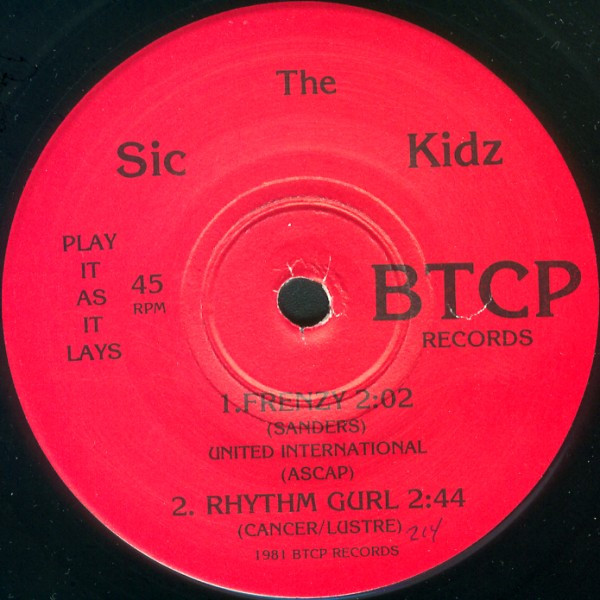 The
Sic Kidz
PLAY
IT
AS
IT
LAYS
45
RPM
BTCP
RECORDS
1.FRENZY 2:02
(SANDERS)
UNITED INTERNATIONAL
(ASCAP)
2. RHYTHM GURL 2:44
(CANCER/LUSTRE) 214
1981 BTCP RECORDS